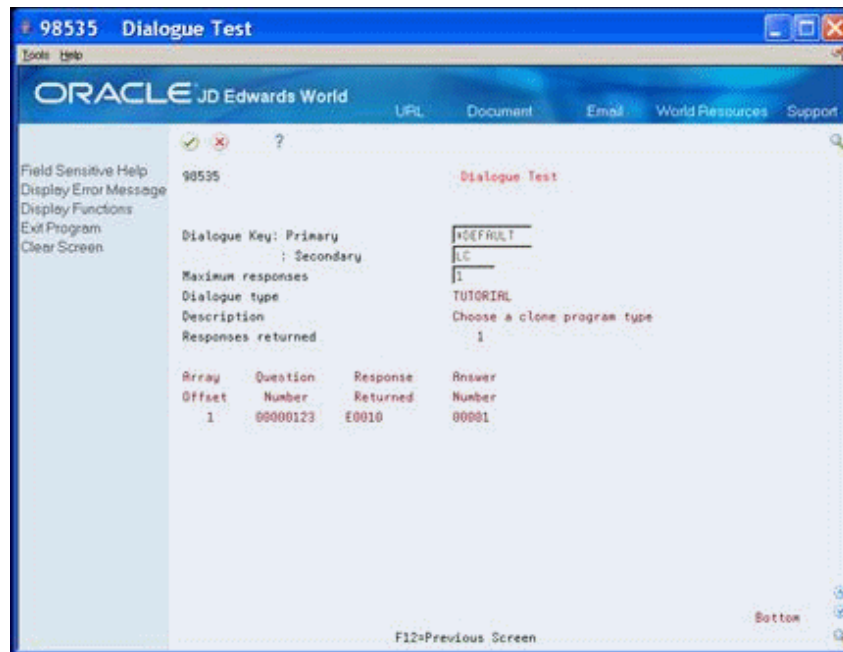 98535 Dialogue Test
Tools Help
ORACLE JD Edwards World
URL Document Email World Resources Support
?
Field Sensitive Help
Display Error Message
Display Functions
Exit Program
Clear Screen
98535 Dialogue Test
Dialogue Key: Primary *DEFAULT
: Secondary LC
Maximum responses 1
Dialogue type TUTORIAL
Description Choose a clone program type
Responses returned 1
Array Question Response Answer
Offset Number Returned Number
1 00000123 E0010 00001
Bottom
F12=Previous Screen